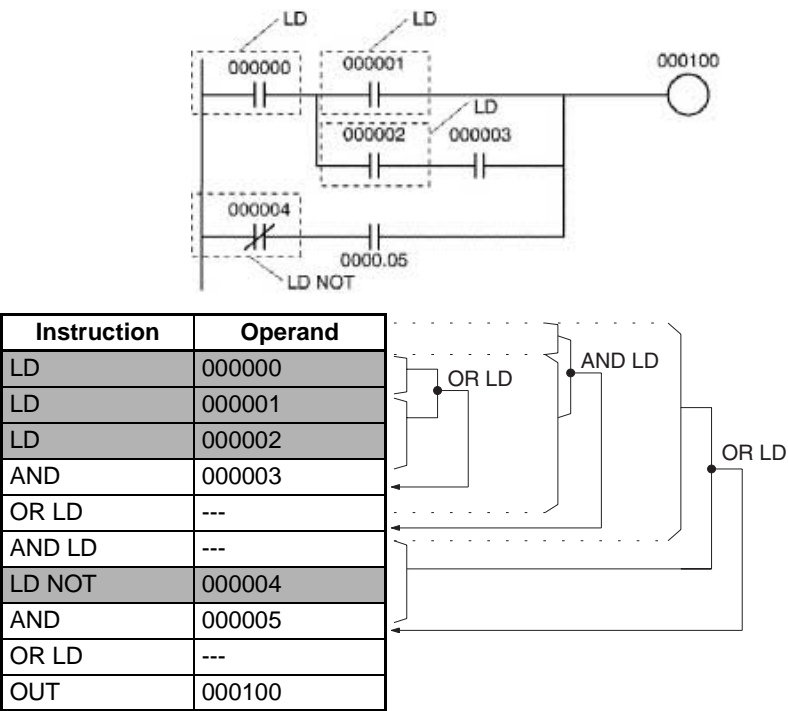 LD LD
000000 000001 000100
LD
000002 000003
000004
0000.05
LD NOT
Instruction Operand
LD 000000
LD 000001
LD 000002
AND 000003
OR LD ---
AND LD ---
LD NOT 000004
AND 000005
OR LD ---
OUT 000100
OR LD
AND LD
OR LD